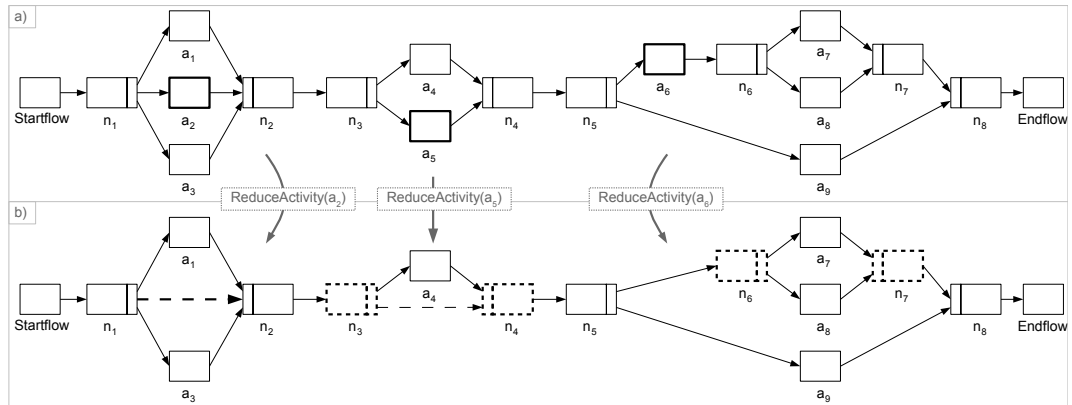 a)
a1
a7
a4
a6
n6
n7
a8
Startflow
n1
a2
n2
n3
n4
n5
n8
Endflow
a5
a3
a9
ReduceActivity(a2)
ReduceActivity(a5)
ReduceActivity(a6)
b)
a1
a7
a4
n6
n7
a8
Startflow
n1
n2
n3
n4
n5
n8
Endflow
a3
a9